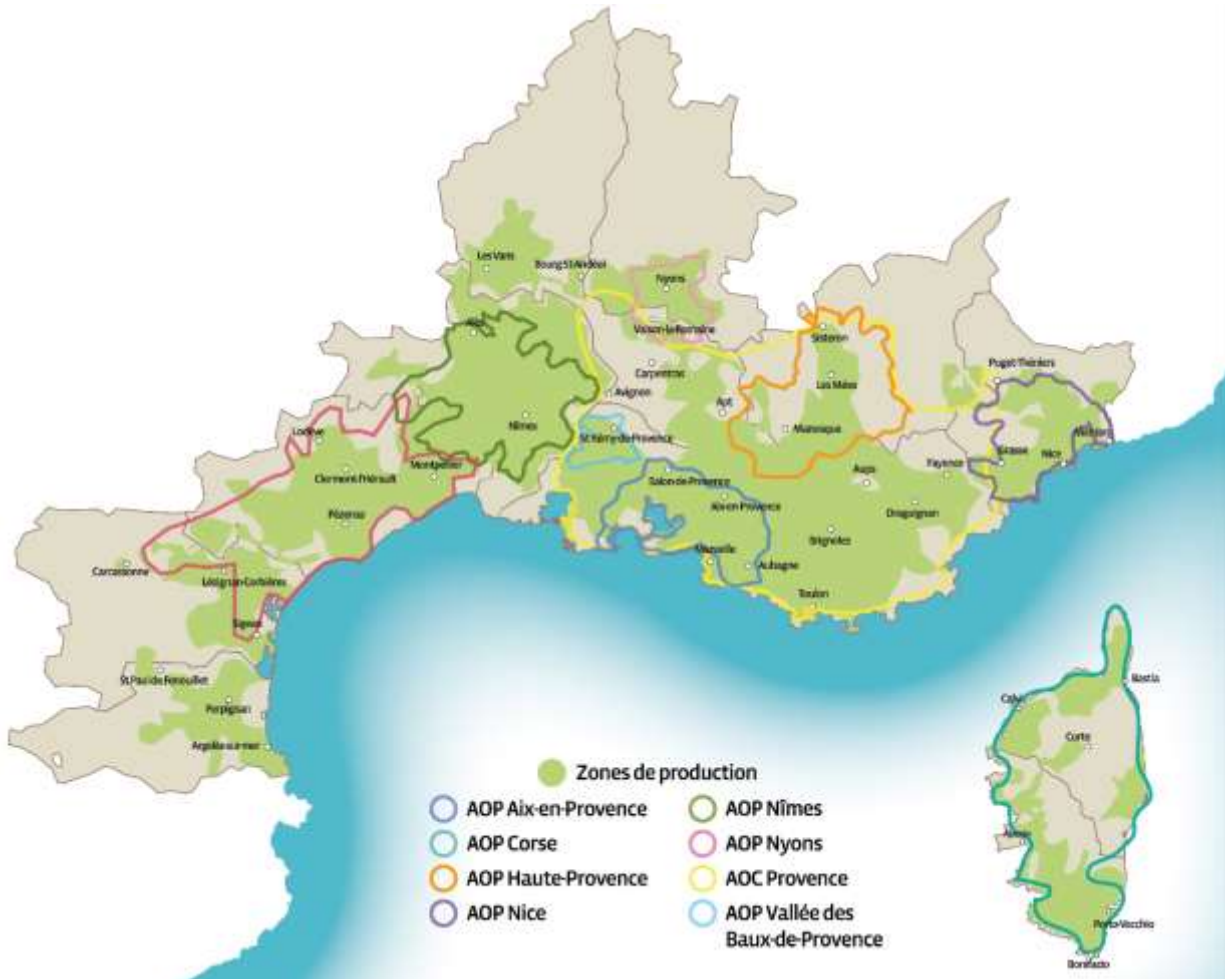 Les Vans
Bourg St Andéol
Nyons
Vaison-la-Romaine
Sisteron
Alès
Puget-Théniers
Carpentras
Les Mées
Avignon
Apt
Nîmes
St Rémy-de-Provence
Manosque
Menton
Lodève
Grasse
Nice
Montpellier
Aups
Fayence
Clermont-l'Hérault
Salon-de-Provence
Aix-en-Provence
Draguignan
Pézenas
Brignoles
Marseille
Carcassonne
Aubagne
Lésignan-Corbières
Toulon
Sigean
St Paul de Fenouillet
Bastia
Perpignan
Calvi
Corte
Argelès-sur-mer
Zones de production
AOP Aix-en-Provence
AOP Nîmes
AOP Corse
AOP Nyons
AOP Haute-Provence
AOC Provence
AOP Nice
AOP Vallée des
Baux-de-Provence
Porto-Vecchio
Bonifacio